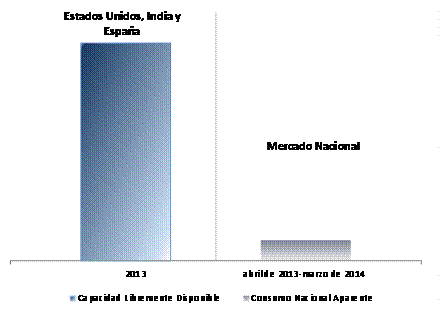 Estados Unidos, India y
España
Mercado Nacional
2013
abril de 2013-marzo de 2014
Capacidad Libremente Disponible
Consumo Nacional Aparente